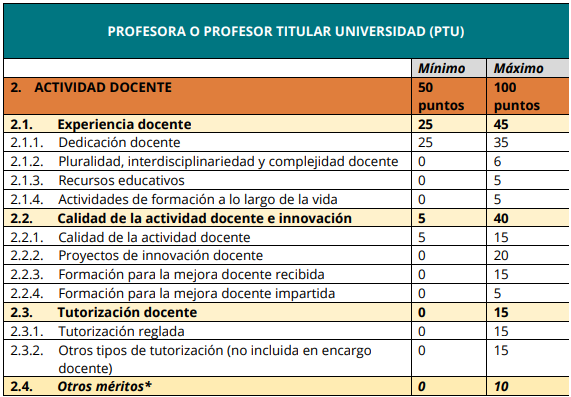 PROFESORA O PROFESOR TITULAR UNIVERSIDAD (PTU)
Mínimo Máximo
2. ACTIVIDAD DOCENTE 50 puntos 100 puntos
2.1. Experiencia docente 25 45
2.1.1. Dedicación docente 25 35
2.1.2. Pluralidad, interdisciplinariedad y complejidad docente 0 6
2.1.3. Recursos educativos 0 5
2.1.4. Actividades de formación a lo largo de la vida 0 5
2.2. Calidad de la actividad docente e innovación 5 40
2.2.1. Calidad de la actividad docente 5 15
2.2.2. Proyectos de innovación docente 0 20
2.2.3. Formación para la mejora docente recibida 0 15
2.2.4. Formación para la mejora docente impartida 0 5
2.3. Tutorización docente 0 15
2.3.1. Tutorización reglada 0 15
2.3.2. Otros tipos de tutorización (no incluida en encargo 0 15
docente)
2.4. Otros méritos* 0 10